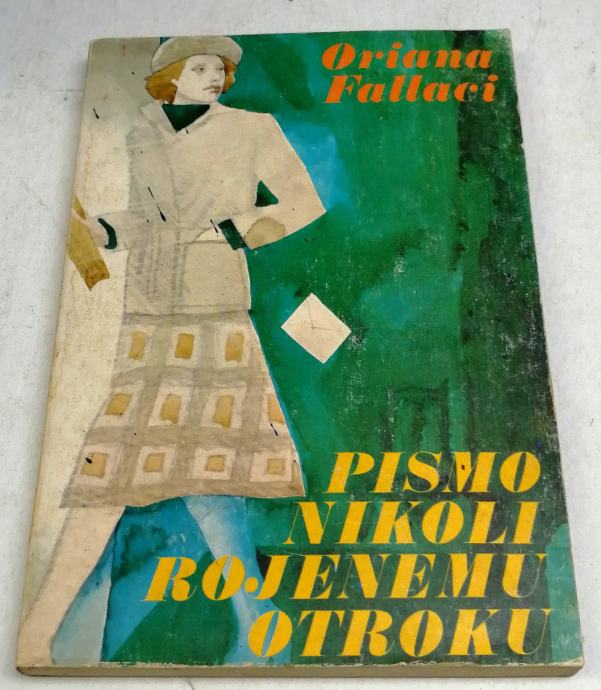 Oriana
Fallaci
PISMO
NIKOLI
ROJENEMU
OTROKU